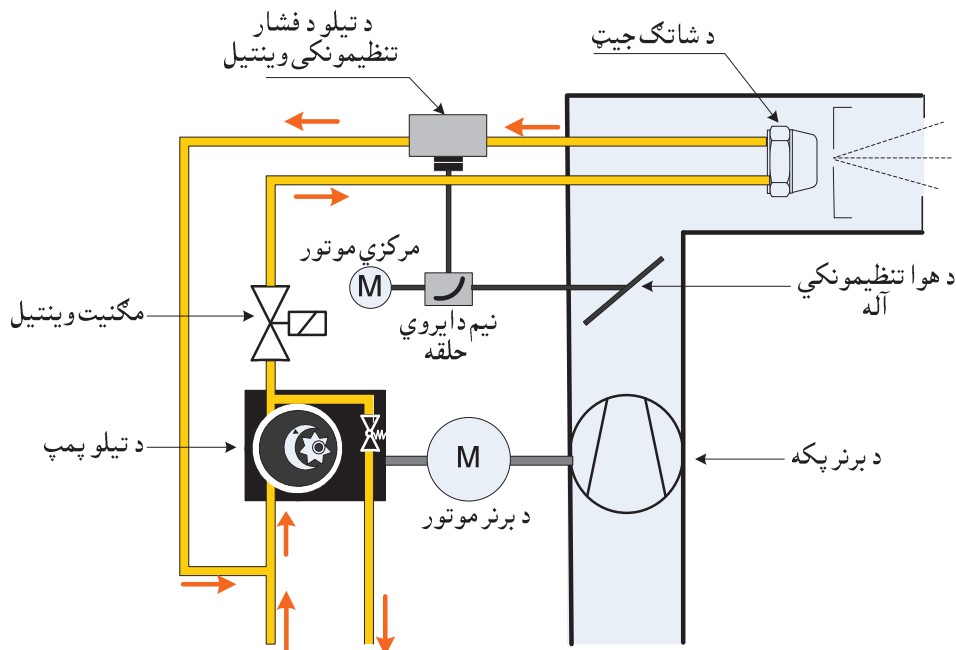 د تیلو د فشار
تنظیمونکی وینتیل
د شاتګ جیټ
مرکزي موتور
M
نیم دایروي
حلقه
د هوا تنظیمونکي
آله
مګنیت وینتیل
د تیلو پمپ
M
د برنر موتور
د برنر پکه